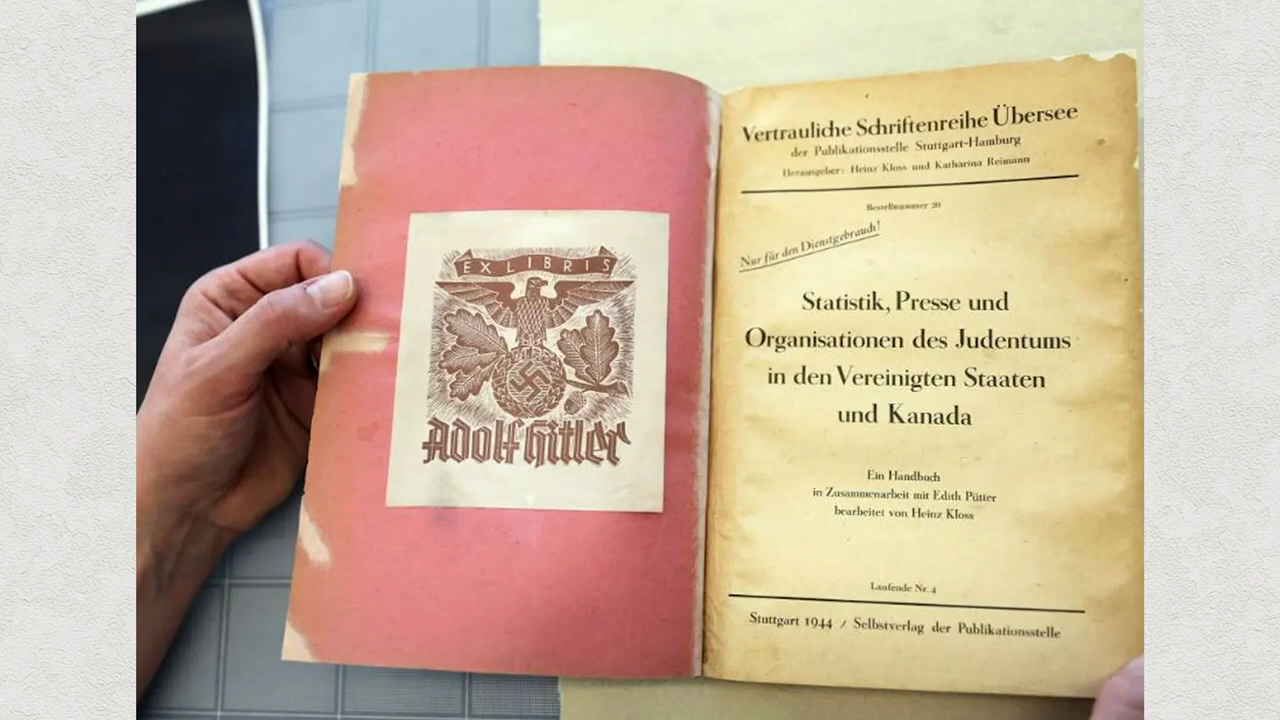 EX LIBRIS
Adolf Hitler
Vertrauliche Schriftenreihe Übersee
der Publikationsstelle Stuttgart-Hamburg
Herausgeber: Heinz Kloss und Katharina Reimann
Bestellnummer 20
Nur für den Dienstgebrauch!
Statistik, Presse und
Organisationen des Judentums
in den Vereinigten Staaten
und Kanada
Ein Handbuch
in Zusammenarbeit mit Edith Pütter
bearbeitet von Heinz Kloss
Laufende Nr. 4
Stuttgart 1944 / Selbstverlag der Publikationsstelle